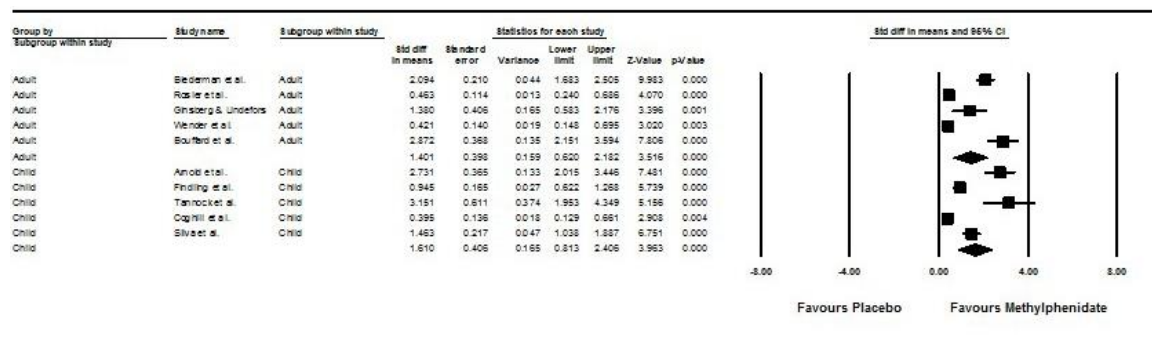 Group by
Subgroup within study
Study name
Subgroup within study
Statistics for each study
Std diff in means and 95% CI
Std diff in means
Standard error
Variance
Lower limit
Upper limit
Z-Value
p-Value
Adult Biederman et al. Adult 2.094 0.210 0.044 1.683 2.505 9.983 0.000
Adult Rosler et al. Adult 0.463 0.114 0.013 0.240 0.686 4.070 0.000
Adult Ginsberg & Lindefors Adult 1.380 0.406 0.165 0.583 2.176 3.396 0.001
Adult Wender et al. Adult 0.421 0.140 0.019 0.148 0.695 3.020 0.003
Adult Bouffard et al. Adult 2.872 0.368 0.135 2.151 3.594 7.806 0.000
Adult 1.401 0.398 0.159 0.620 2.182 3.516 0.000
Child Arnold et al. Child 2.731 0.365 0.133 2.015 3.446 7.481 0.000
Child Findling et al. Child 0.945 0.165 0.027 0.622 1.268 5.739 0.000
Child Tannock et al. Child 3.151 0.611 0.374 1.953 4.349 5.156 0.000
Child Coghill et al. Child 0.395 0.136 0.018 0.129 0.661 2.908 0.004
Child Silva et al. Child 1.463 0.217 0.047 1.038 1.887 6.751 0.000
Child 1.610 0.406 0.165 0.813 2.406 3.963 0.000
-8.00 -4.00 0.00 4.00 8.00
Favours Placebo Favours Methylphenidate